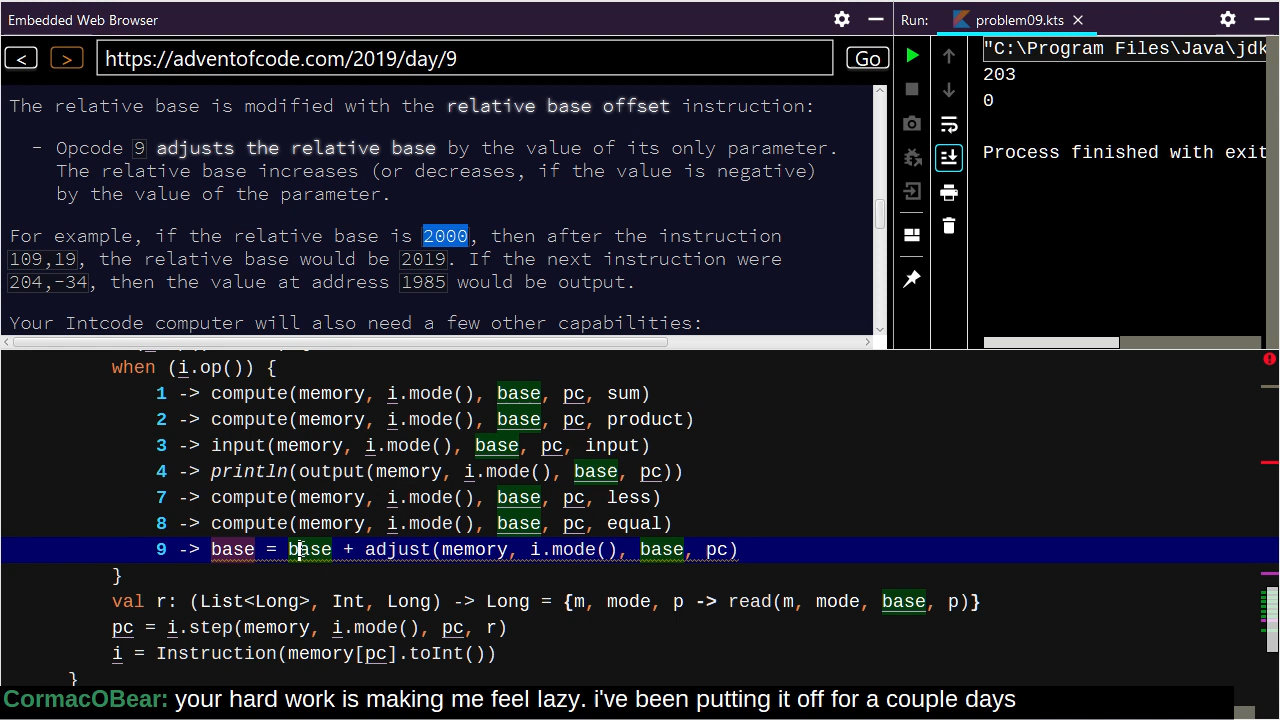 Embedded Web Browser
Run: problem09.kts ×
< > https://adventofcode.com/2019/day/9 Go
"C:\Program Files\Java\jdk
203
0
Process finished with exit
The relative base is modified with the relative base offset instruction:
- Opcode 9 adjusts the relative base by the value of its only parameter.
The relative base increases (or decreases, if the value is negative)
by the value of the parameter.
For example, if the relative base is 2000, then after the instruction
109,19, the relative base would be 2019. If the next instruction were
204,-34, then the value at address 1985 would be output.
Your Intcode computer will also need a few other capabilities:
when (i.op()) {
1 -> compute(memory, i.mode(), base, pc, sum)
2 -> compute(memory, i.mode(), base, pc, product)
3 -> input(memory, i.mode(), base, pc, input)
4 -> println(output(memory, i.mode(), base, pc))
7 -> compute(memory, i.mode(), base, pc, less)
8 -> compute(memory, i.mode(), base, pc, equal)
9 -> base = base + adjust(memory, i.mode(), base, pc)
}
val r: (List<Long>, Int, Long) -> Long = {m, mode, p -> read(m, mode, base, p)}
pc = i.step(memory, i.mode(), pc, r)
i = Instruction(memory[pc].toInt())
}
CormacOBear: your hard work is making me feel lazy. i've been putting it off for a couple days